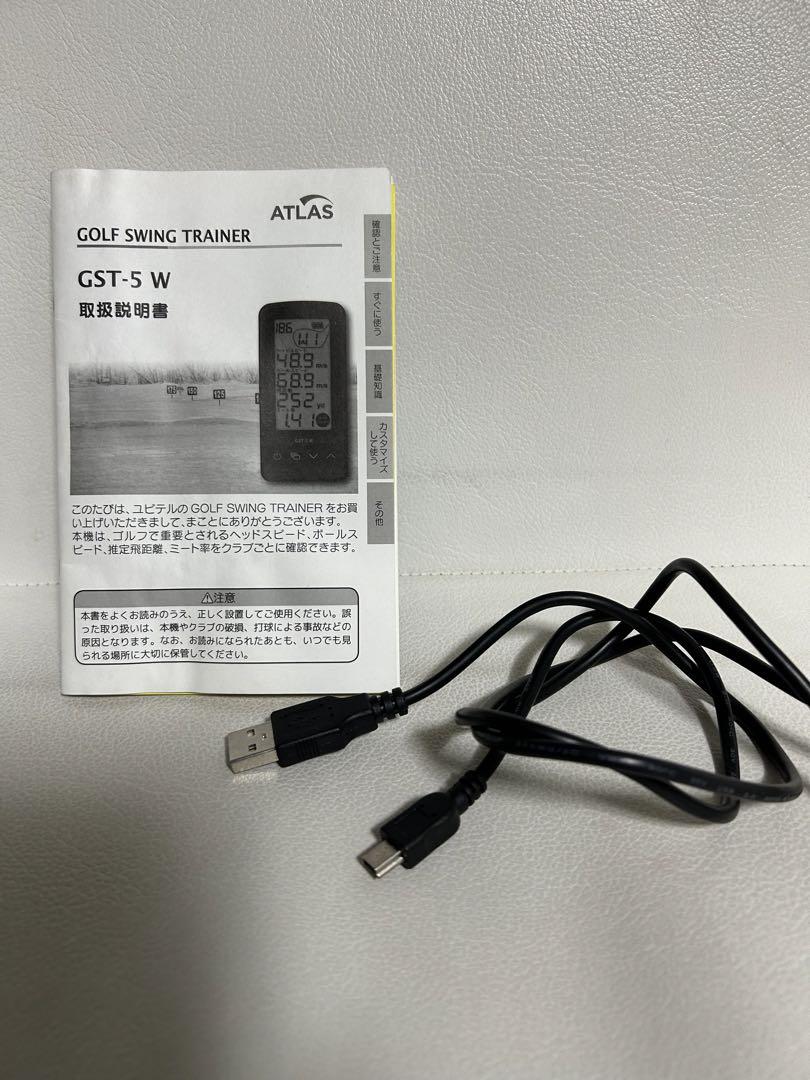 ATLAS
GOLF SWING TRAINER
GST-5 W
取扱説明書
186
48.9 m/s
68.9 m/s
252 yd
1.41
GST-5 W
175
150
125
確認とご注意
すぐに使う
基礎知識
カスタマイズ
して使う
その他
このたびは、ユピテルの GOLF SWING TRAINER をお買
い上げいただきまして、まことにありがとうございます。
本機は、ゴルフで重要とされるヘッドスピード、ボールス
ピード、推定飛距離、ミート率をクラブごとに確認できます。
⚠注意
本書をよくお読みのうえ、正しく設置してご使用ください。誤
った取り扱いは、本機やクラブの破損、打球による事故などの
原因となります。なお、お読みになられたあとも、いつでも見
られる場所に大切に保管してください。